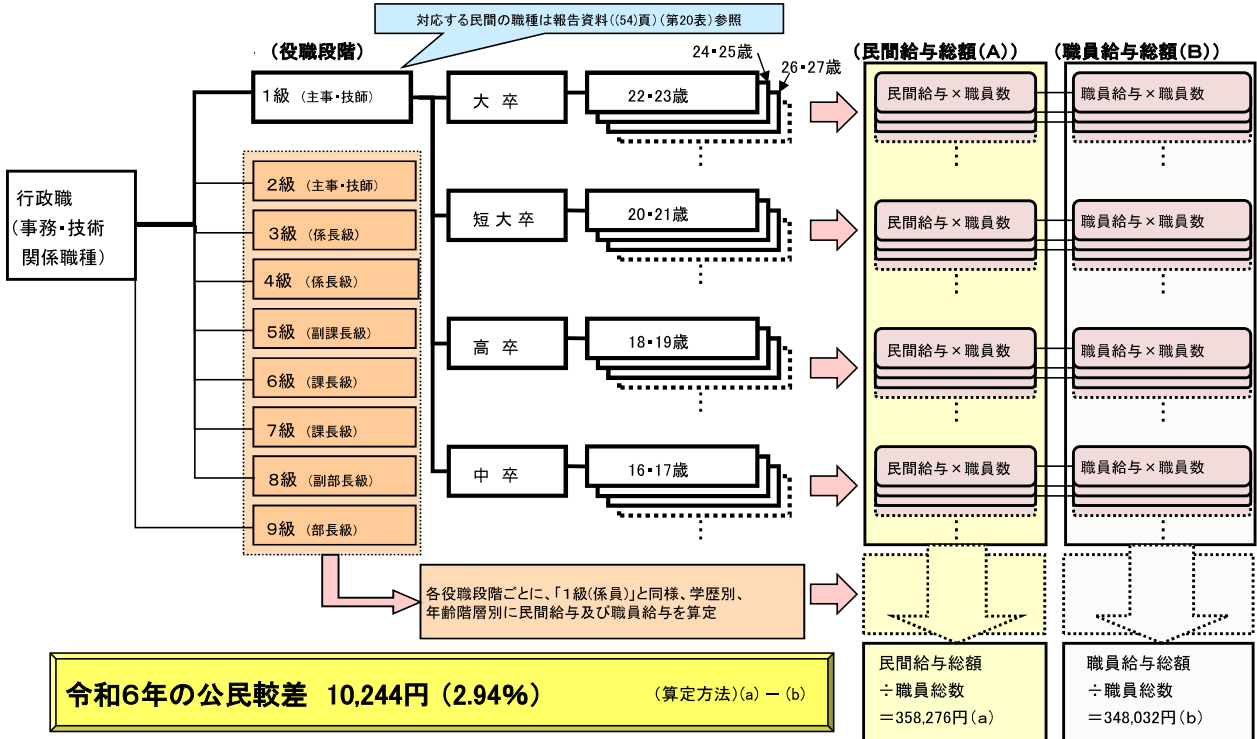 対応する民間の職種は報告資料((54)頁)(第20表)参照
(役職段階)
24・25歳
26・27歳
(民間給与総額(A))
(職員給与総額(B))
1級 (主事・技師)
大 卒
22・23歳
民間給与×職員数
職員給与×職員数
行政職
(事務・技術
関係職種)
2級 (主事・技師)
3級 (係長級)
4級 (係長級)
5級 (副課長級)
6級 (課長級)
7級 (課長級)
8級 (副部長級)
9級 (部長級)
短 大 卒
20・21歳
民間給与×職員数
職員給与×職員数
高 卒
18・19歳
民間給与×職員数
職員給与×職員数
中 卒
16・17歳
民間給与×職員数
職員給与×職員数
各役職段階ごとに、「1級(係員)」と同様、学歴別、
年齢階層別に民間給与及び職員給与を算定
令和6年の公民較差 10,244円 (2.94%)
(算定方法)(a) － (b)
民間給与総額
÷職員総数
＝358,276円(a)
職員給与総額
÷職員総数
＝348,032円(b)